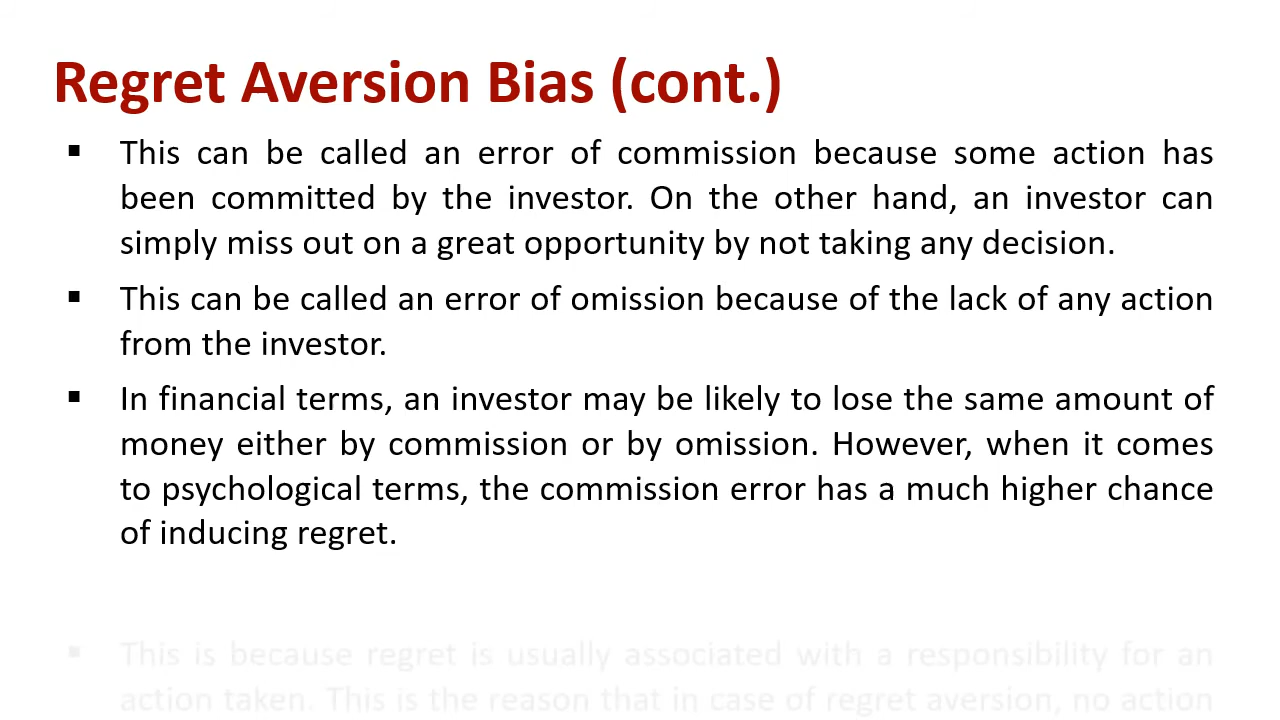 Regret Aversion Bias (cont.)
▪ This can be called an error of commission because some action has
been committed by the investor. On the other hand, an investor can
simply miss out on a great opportunity by not taking any decision.
▪ This can be called an error of omission because of the lack of any action
from the investor.
▪ In financial terms, an investor may be likely to lose the same amount of
money either by commission or by omission. However, when it comes
to psychological terms, the commission error has a much higher chance
of inducing regret.
▪ This is because regret is usually associated with a responsibility for an
action taken. This is the reason that in case of regret aversion, no action